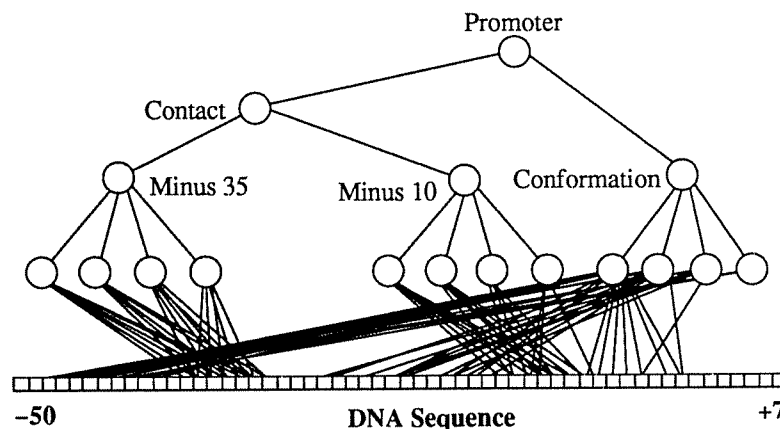 Promoter
Contact
Minus 35
Minus 10
Conformation
−50
DNA Sequence
+7